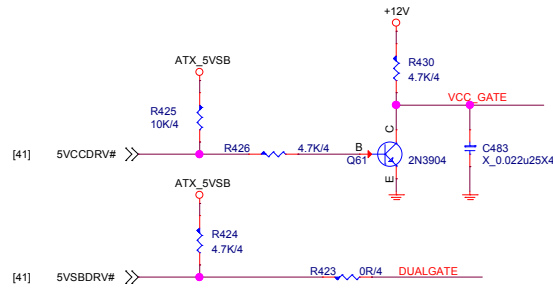 +12V
ATX_5VSB
R430
4.7K/4
VCC_GATE
R425
10K/4
[41] 5VCCDRV#
R426 4.7K/4
B
C
E
Q61
2N3904
C483
X_0.022u25X4
ATX_5VSB
R424
4.7K/4
[41] 5VSBDRV#
R423 0R/4 DUALGATE